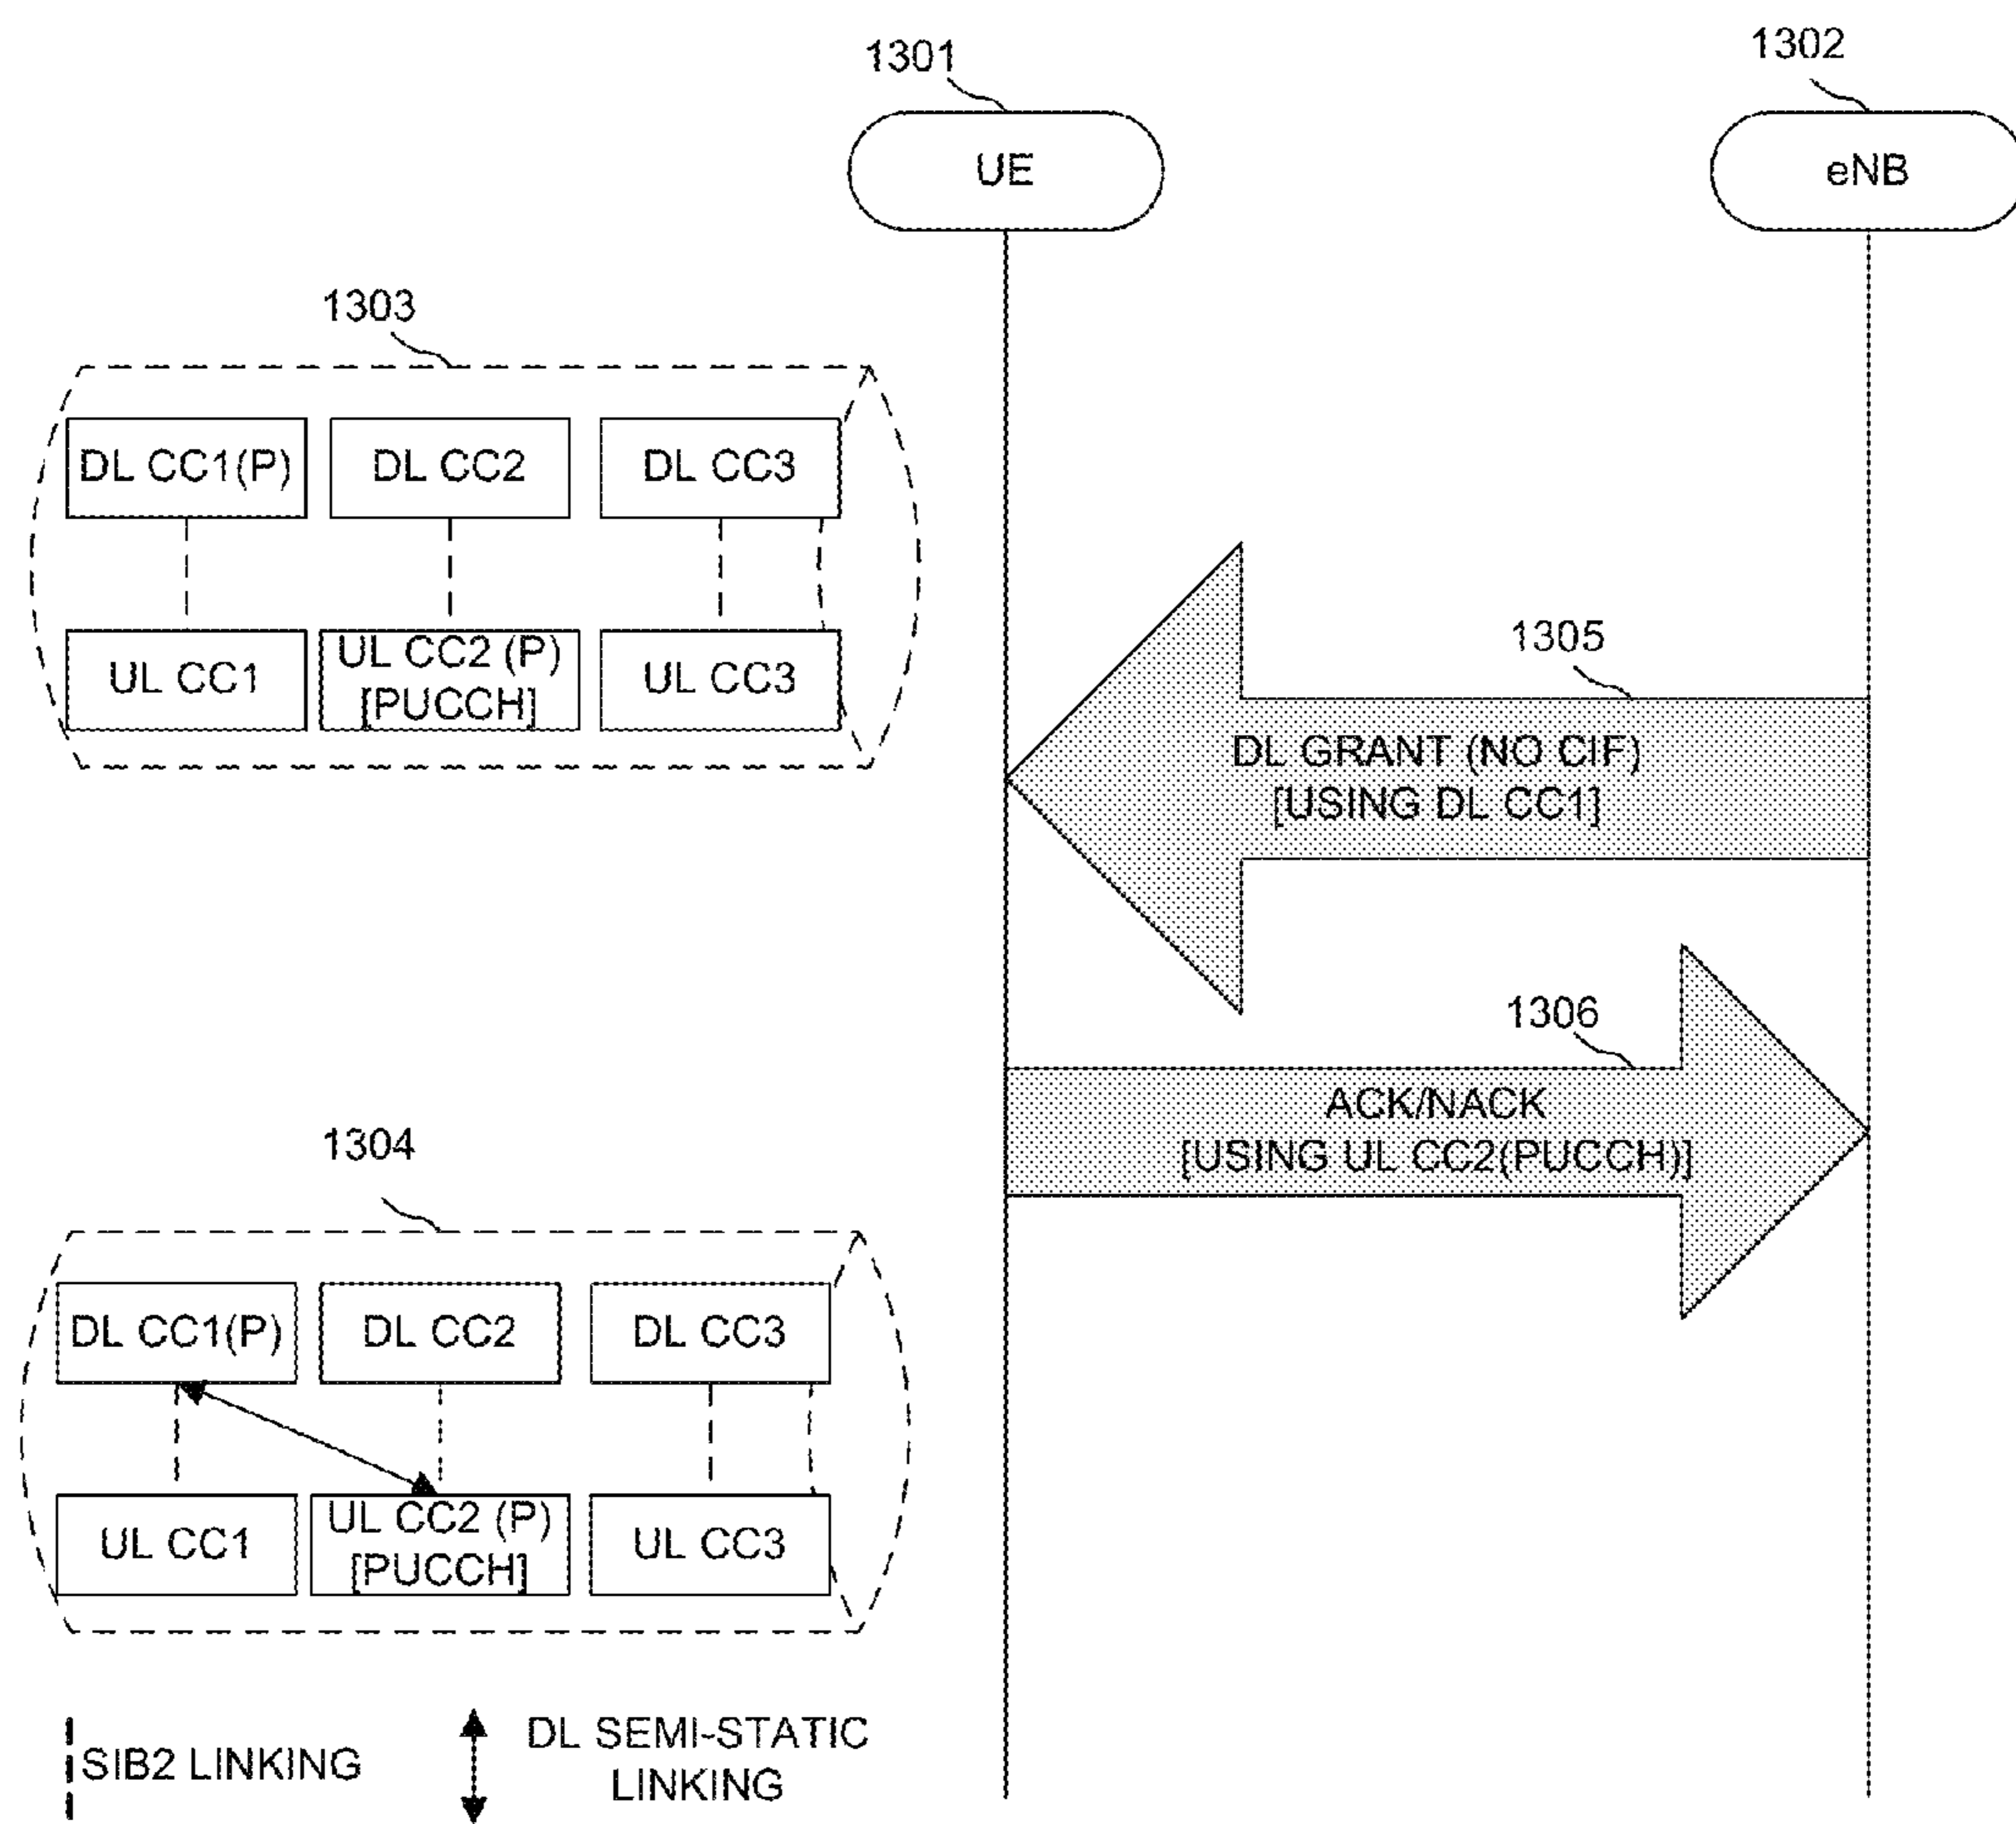 1301
1302
UE
eNB
1303
DL CC1(P)
DL CC2
DL CC3
UL CC1
UL CC2 (P)
[PUCCH]
UL CC3
1305
DL GRANT (NO CIF)
[USING DL CC1]
1306
ACK/NACK
[USING UL CC2(PUCCH)]
1304
DL CC1(P)
DL CC2
DL CC3
UL CC1
UL CC2 (P)
[PUCCH]
UL CC3
SIB2 LINKING
DL SEMI-STATIC
LINKING